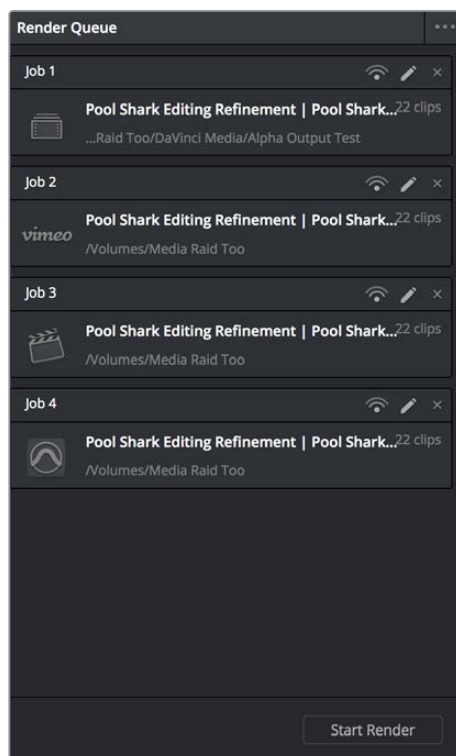 Render Queue
Job 1
Pool Shark Editing Refinement | Pool Shark... 22 clips
...Raid Too/DaVinci Media/Alpha Output Test
Job 2
vimeo
Pool Shark Editing Refinement | Pool Shark... 22 clips
/Volumes/Media Raid Too
Job 3
Pool Shark Editing Refinement | Pool Shark... 22 clips
/Volumes/Media Raid Too
Job 4
Pool Shark Editing Refinement | Pool Shark... 22 clips
/Volumes/Media Raid Too
Start Render